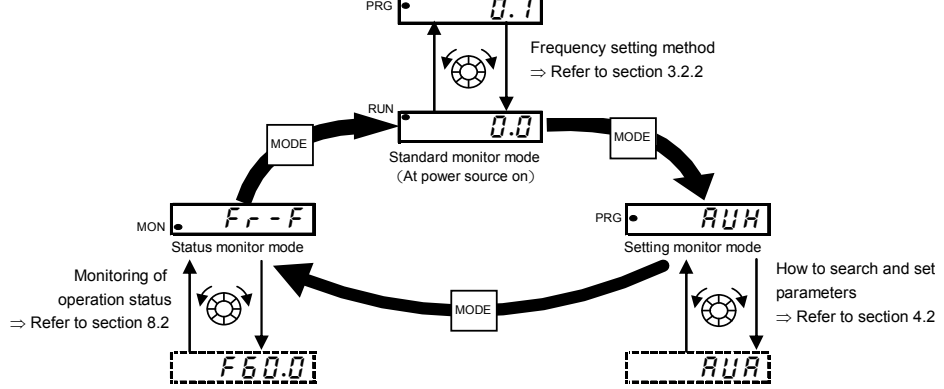 PRG
0.1
Frequency setting method
⇒ Refer to section 3.2.2
RUN
0.0
MODE
MODE
Standard monitor mode
(At power source on)
MON
Fr-F
PRG
AUH
Status monitor mode
Setting monitor mode
Monitoring of
operation status
⇒ Refer to section 8.2
How to search and set
parameters
⇒ Refer to section 4.2
MODE
F60.0
AUA